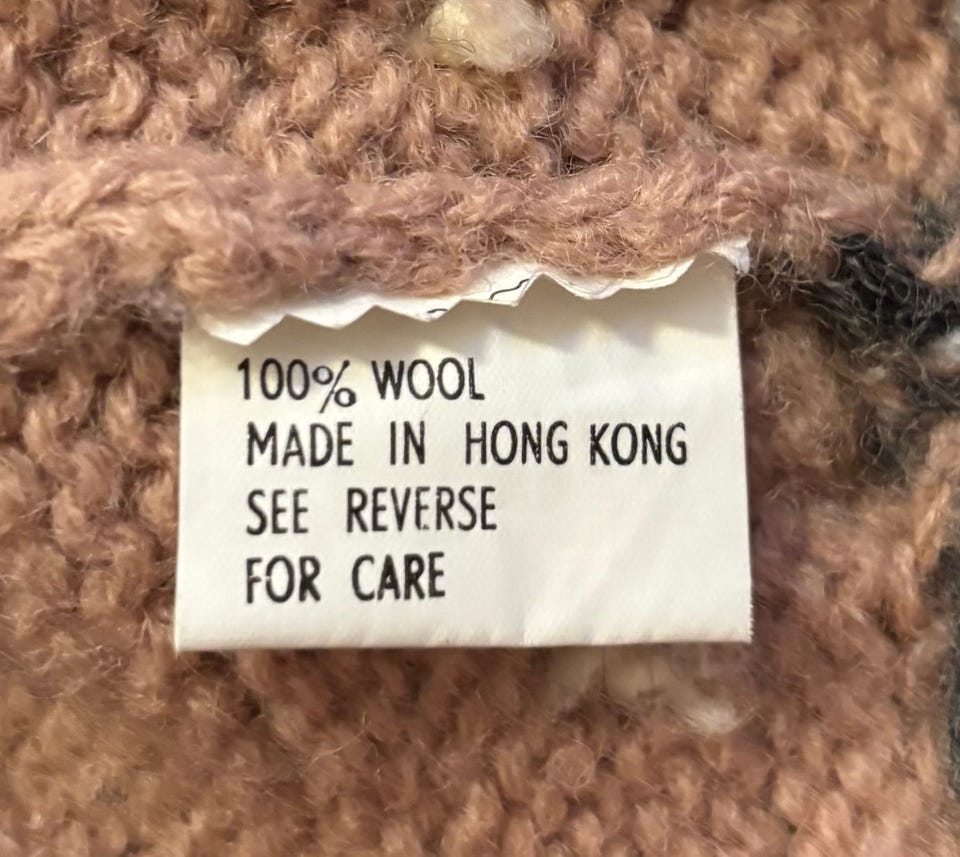 100% WOOL
MADE IN HONG KONG
SEE REVERSE
FOR CARE